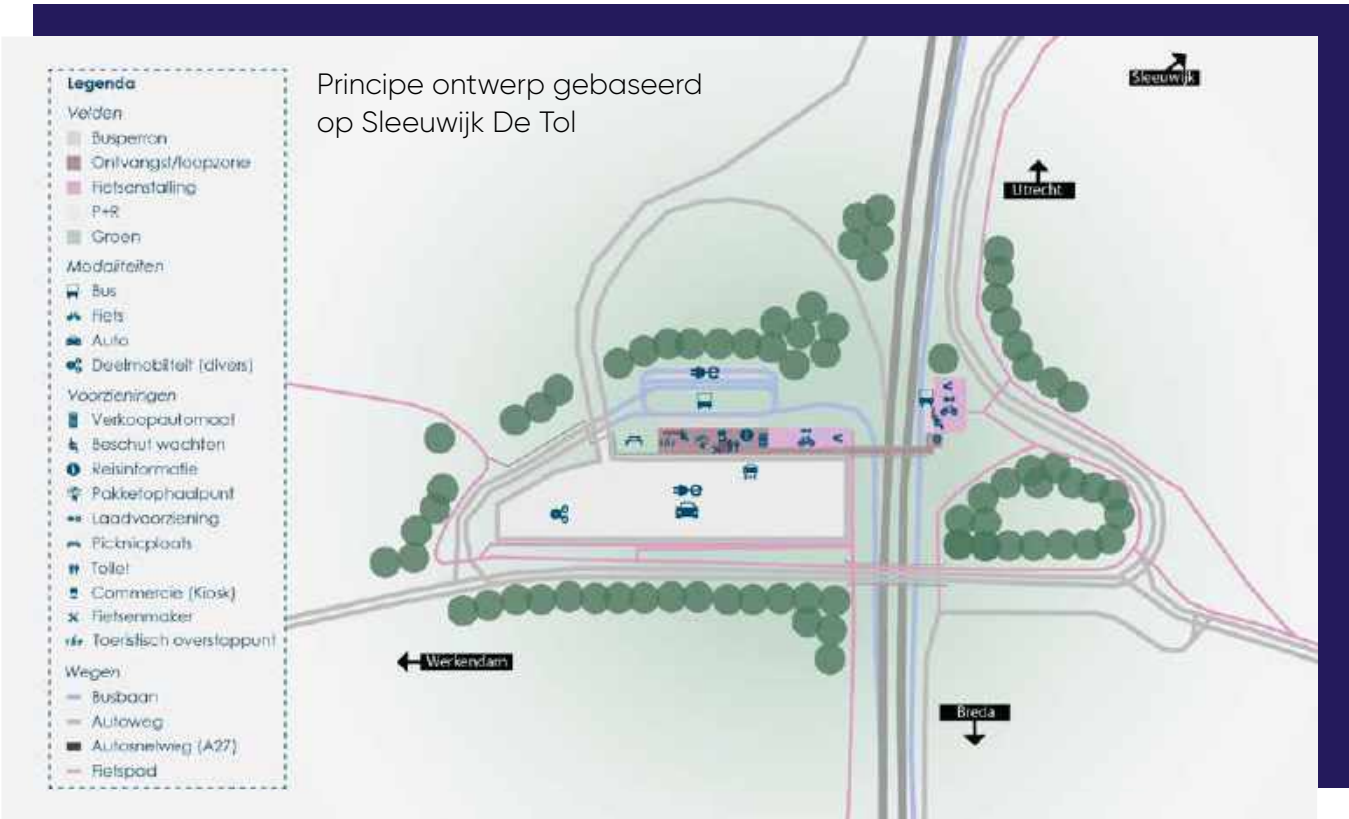 Principe ontwerp gebaseerd
op Sleeuwijk De Tol
Legenda
Velden
Busperron
Ontvangst/loopzone
Fietsenstalling
P+R
Groen
Modaliteiten
Bus
Fiets
Auto
Deelmobiliteit (divers)
Voorzieningen
Verkoopautomaat
Beschut wachten
Reisinformatie
Pakketophaalpunt
Laadvoorziening
Picknicplaats
Toilet
Commercie (Kiosk)
Fietsenmaker
Toeristisch overstappunt
Wegen
Busbaan
Autoweg
Autosnelweg (A27)
Fietspad
Sleeuwijk
Utrecht
Werkendam
Breda